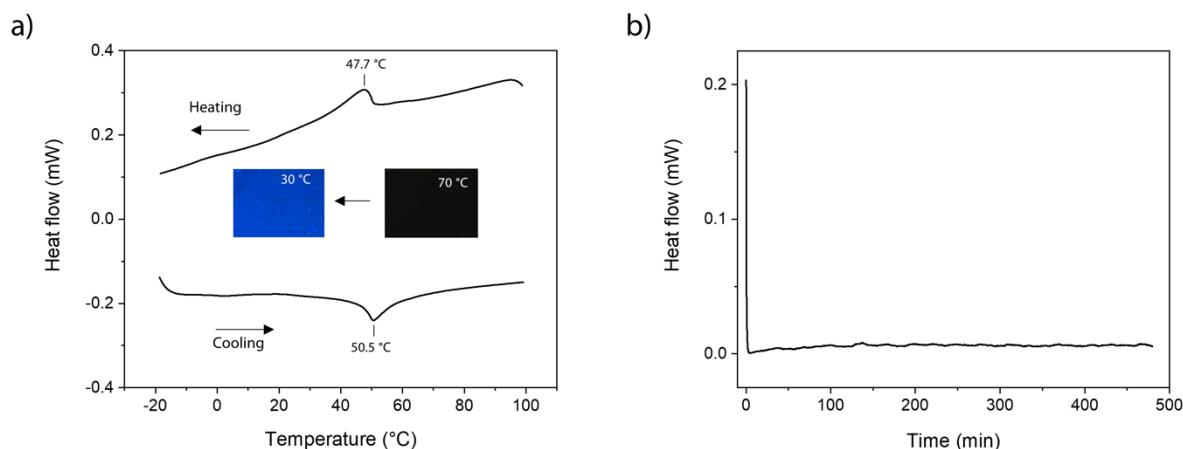 a)
47.7 °C
Heating
30 °C
70 °C
Cooling
50.5 °C
0.4
0.2
0.0
-0.2
-0.4
Heat flow (mW)
-20 0 20 40 60 80 100
Temperature (°C)
b)
0.2
0.1
0.0
Heat flow (mW)
0 100 200 300 400 500
Time (min)